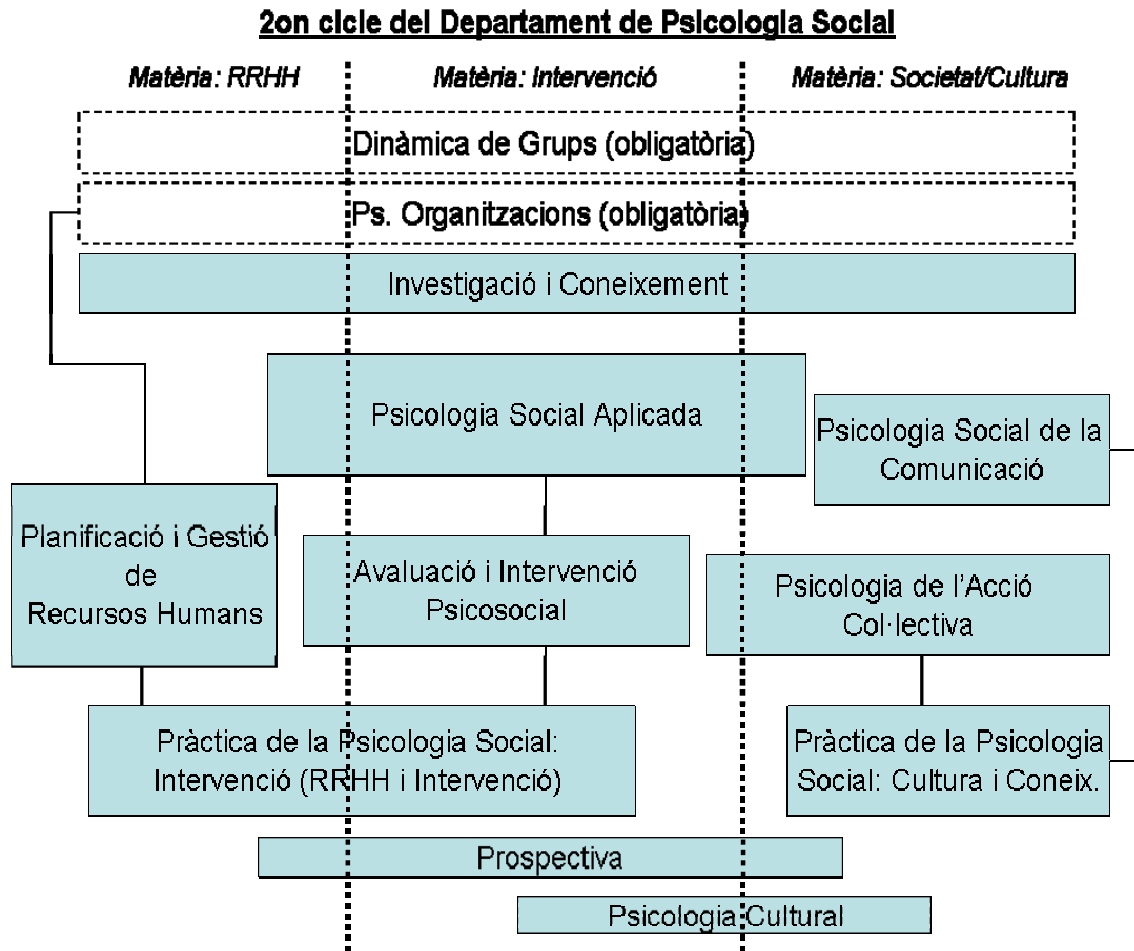 2on cicle del Departament de Psicologia Social
Matèria: RRHH
Matèria: Intervenció
Matèria: Societat/Cultura
Dinàmica de Grups (obligatòria)
Ps. Organitzacions (obligatòria)
Investigació i Coneixement
Psicologia Social Aplicada
Psicologia Social de la
Comunicació
Planificació i Gestió
de
Recursos Humans
Avaluació i Intervenció
Psicosocial
Psicologia de l'Acció
Col·lectiva
Pràctica de la Psicologia Social:
Intervenció (RRHH i Intervenció)
Pràctica de la Psicologia
Social: Cultura i Coneix.
Prospectiva
Psicologia Cultural